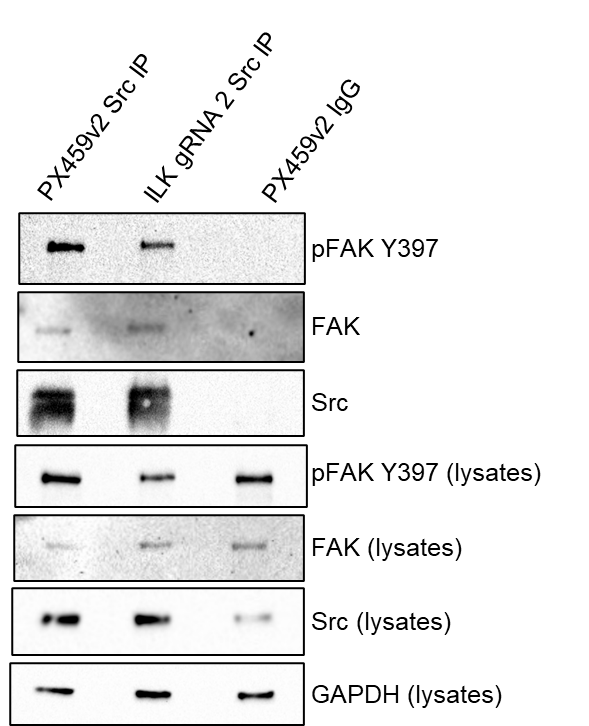 PX459v2 Src IP
ILK gRNA 2 Src IP
PX459v2 IgG
pFAK Y397
FAK
Src
pFAK Y397 (lysates)
FAK (lysates)
Src (lysates)
GAPDH (lysates)